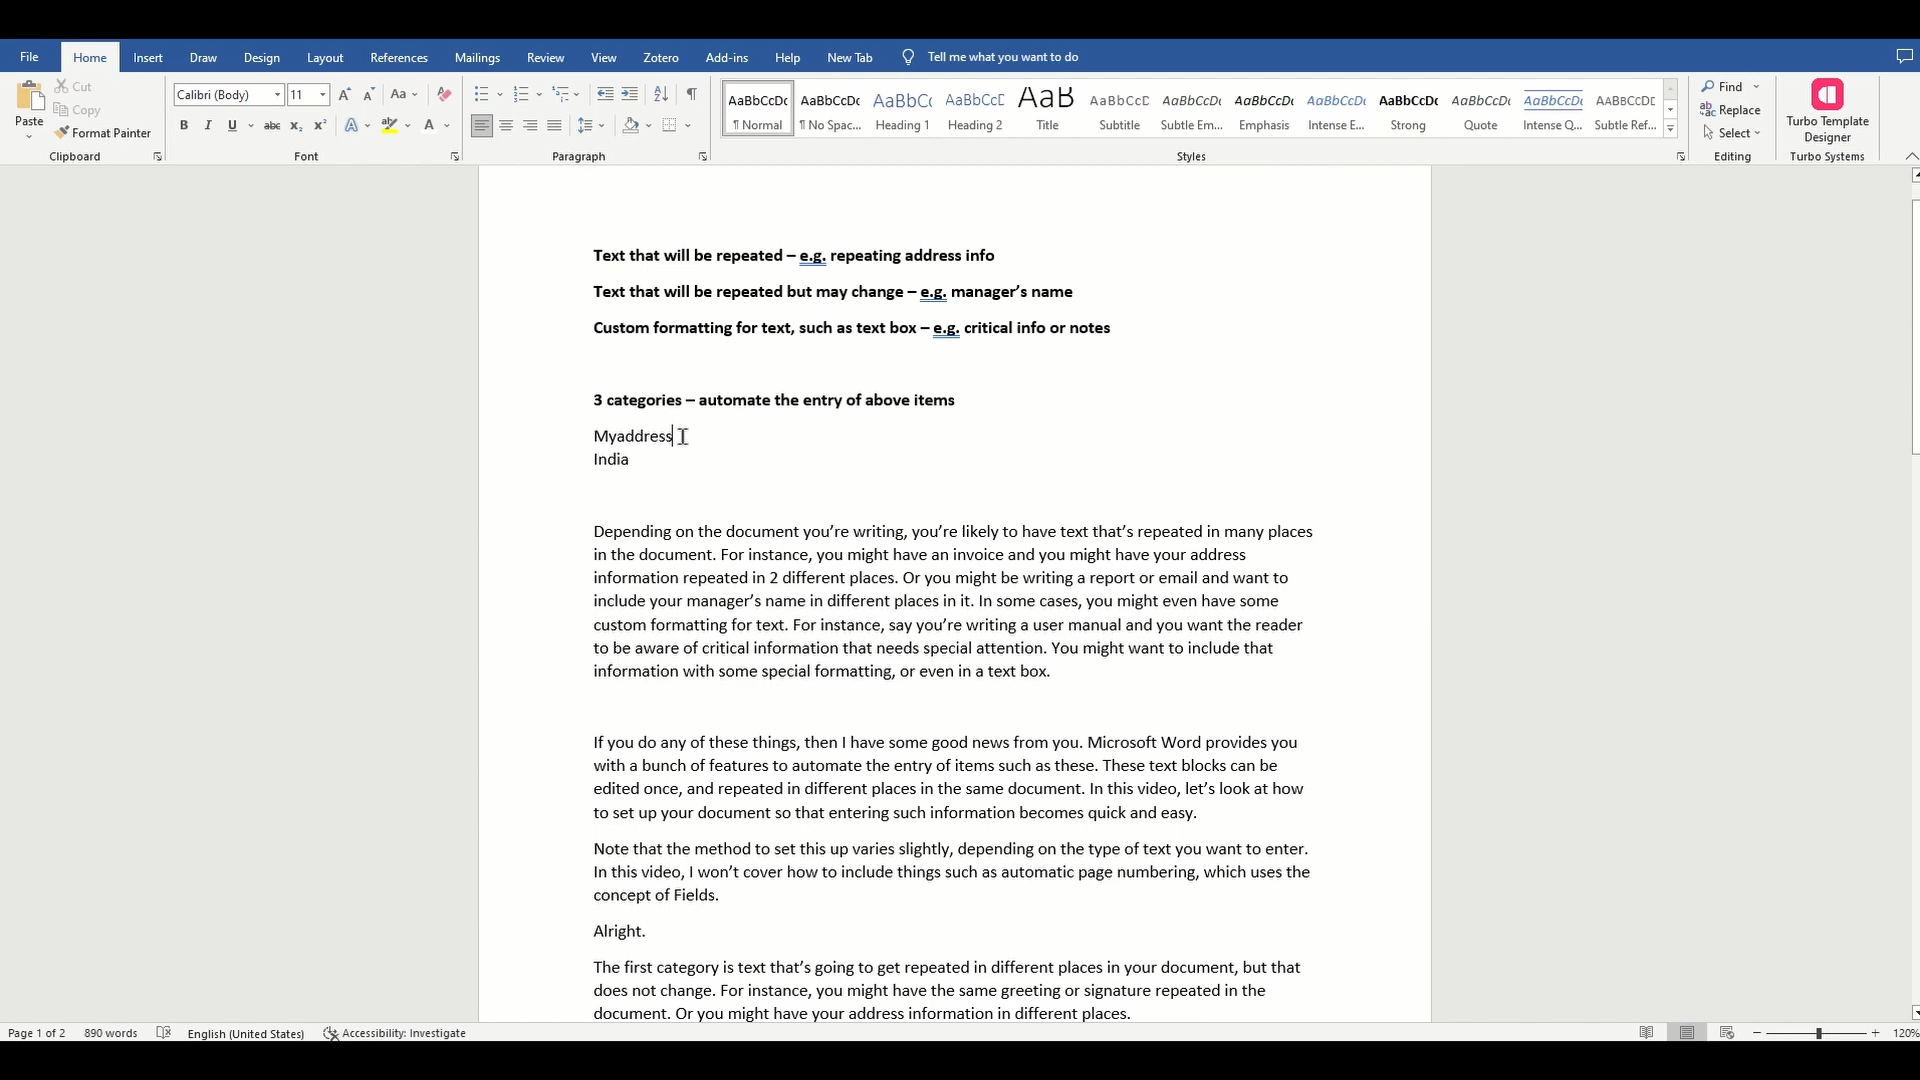 File Home Insert Draw Design Layout References Mailings Review View Zotero Add-ins Help New Tab Tell me what you want to do
Paste
Cut
Copy
Format Painter
Clipboard
Calibri (Body) 11
Font
Paragraph
AaBbCcDc AaBbCcDc AaBbCc AaBbCcD AaB AaBbCcD AaBbCcDc AaBbCcDc AaBbCcDc AaBbCcDc AaBbCcDc AaBbCcDc AABBCCDC
¶ Normal ¶ No Spac... Heading 1 Heading 2 Title Subtitle Subtle Em... Emphasis Intense E... Strong Quote Intense Q... Subtle Ref...
Styles
Find
Replace
Select
Editing
Turbo Template
Designer
Turbo Systems
Text that will be repeated – e.g. repeating address info
Text that will be repeated but may change – e.g. manager’s name
Custom formatting for text, such as text box – e.g. critical info or notes
3 categories – automate the entry of above items
Myaddress
India
Depending on the document you’re writing, you’re likely to have text that’s repeated in many places
in the document. For instance, you might have an invoice and you might have your address
information repeated in 2 different places. Or you might be writing a report or email and want to
include your manager’s name in different places in it. In some cases, you might even have some
custom formatting for text. For instance, say you’re writing a user manual and you want the reader
to be aware of critical information that needs special attention. You might want to include that
information with some special formatting, or even in a text box.
If you do any of these things, then I have some good news from you. Microsoft Word provides you
with a bunch of features to automate the entry of items such as these. These text blocks can be
edited once, and repeated in different places in the same document. In this video, let’s look at how
to set up your document so that entering such information becomes quick and easy.
Note that the method to set this up varies slightly, depending on the type of text you want to enter.
In this video, I won’t cover how to include things such as automatic page numbering, which uses the
concept of Fields.
Alright.
The first category is text that’s going to get repeated in different places in your document, but that
does not change. For instance, you might have the same greeting or signature repeated in the
document. Or you might have your address information in different places.
Page 1 of 2 890 words English (United States) Accessibility: Investigate 120%